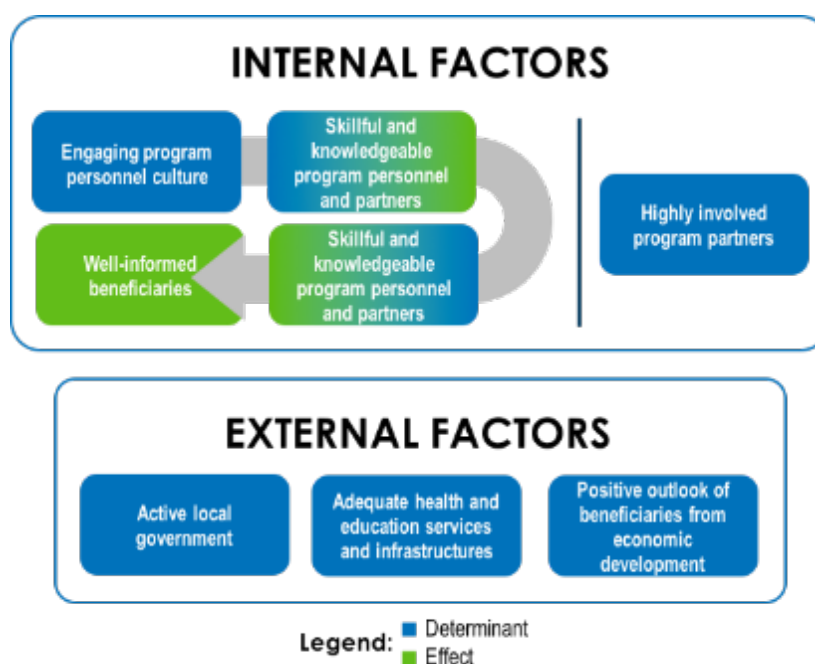 INTERNAL FACTORS
Engaging program
personnel culture
Skillful and
knowledgeable
program personnel
and partners
Highly involved
program partners
Well-informed
beneficiaries
Skillful and
knowledgeable
program personnel
and partners
EXTERNAL FACTORS
Active local
government
Adequate health and
education services
and infrastructures
Positive outlook of
beneficiaries from
economic
development
Legend:
Determinant
Effect